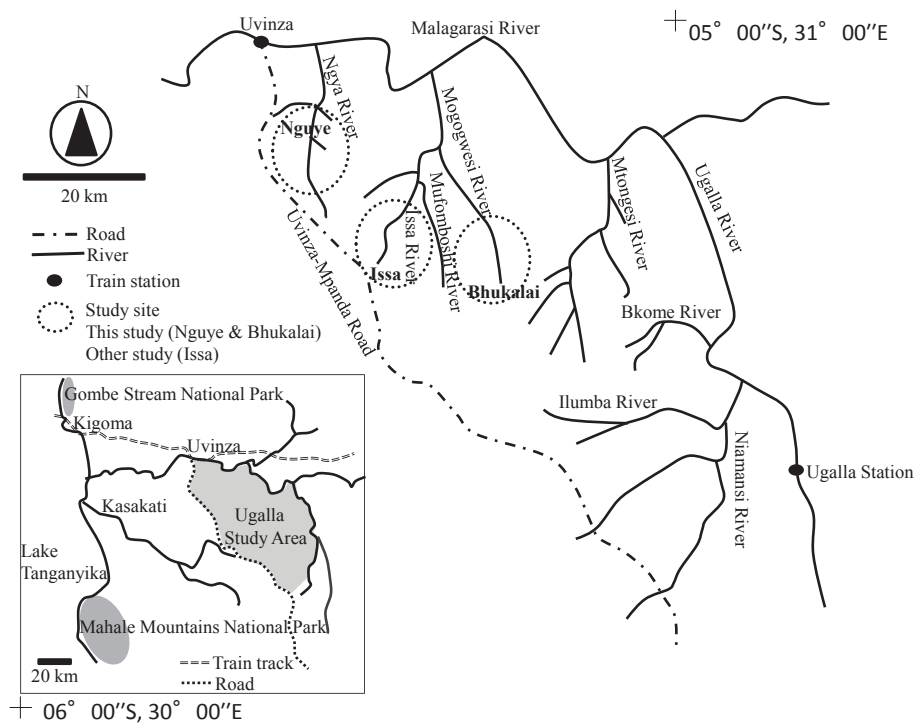 Uvinza
Malagarasi River
05° 00''S, 31° 00''E
N
20 km
Road
River
Train station
Study site
This study (Nguye & Bhukalai)
Other study (Issa)
Ngya River
Nguye
Mogogwesi River
Mufomboshi River
Issa River
Issa
Bhukalai
Uvinza-Mpanda Road
Mtongesi River
Ugalla River
Bkome River
Ilumba River
Niamansi River
Ugalla Station
Gombe Stream National Park
Kigoma
Uvinza
Kasakati
Ugalla
Study Area
Lake
Tanganyika
Mahale Mountains National Park
Train track
Road
20 km
06° 00''S, 30° 00''E